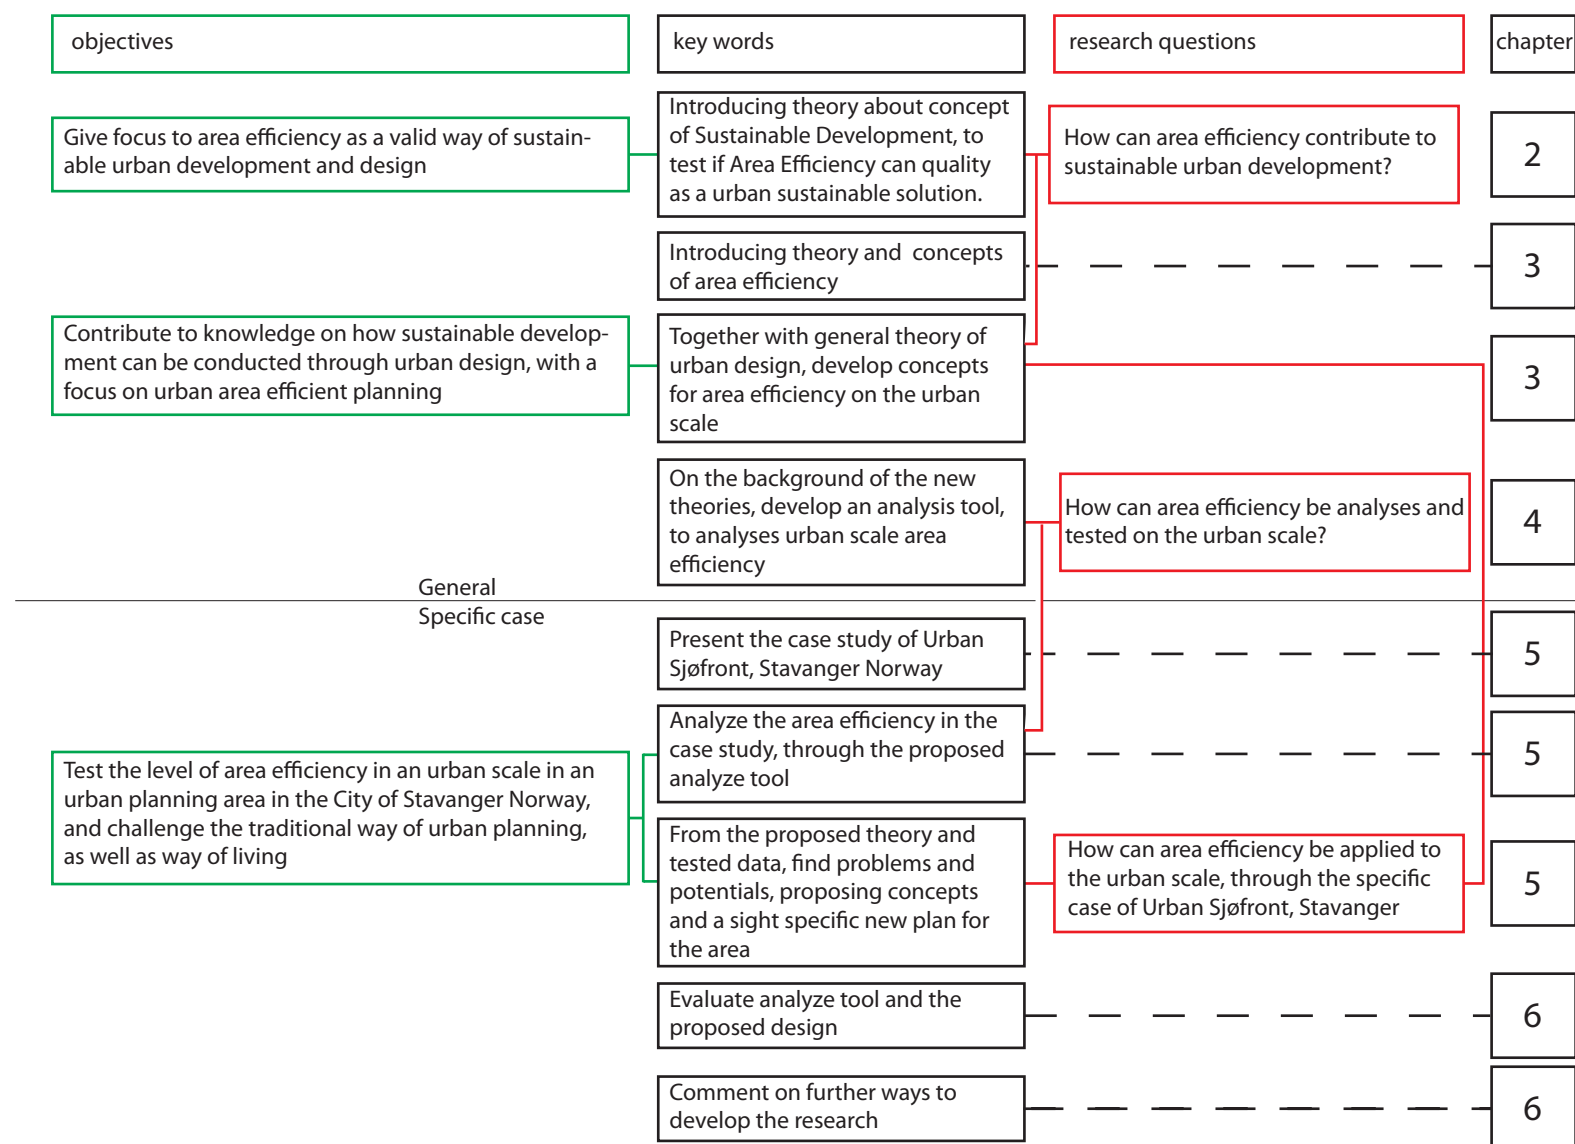 objectives
key words
research questions
chapter
Give focus to area efficiency as a valid way of sustain-
able urban development and design
Introducing theory about concept
of Sustainable Development, to
test if Area Efficiency can quality
as a urban sustainable solution.
How can area efficiency contribute to
sustainable urban development?
2
Introducing theory and concepts
of area efficiency
3
Contribute to knowledge on how sustainable develop-
ment can be conducted through urban design, with a
focus on urban area efficient planning
Together with general theory of
urban design, develop concepts
for area efficiency on the urban
scale
3
On the background of the new
theories, develop an analysis tool,
to analyses urban scale area
efficiency
How can area efficiency be analyses and
tested on the urban scale?
4
General
Specific case
Present the case study of Urban
Sjøfront, Stavanger Norway
5
Analyze the area efficiency in the
case study, through the proposed
analyze tool
5
Test the level of area efficiency in an urban scale in an
urban planning area in the City of Stavanger Norway,
and challenge the traditional way of urban planning,
as well as way of living
From the proposed theory and
tested data, find problems and
potentials, proposing concepts
and a sight specific new plan for
the area
How can area efficiency be applied to
the urban scale, through the specific
case of Urban Sjøfront, Stavanger
5
Evaluate analyze tool and the
proposed design
6
Comment on further ways to
develop the research
6